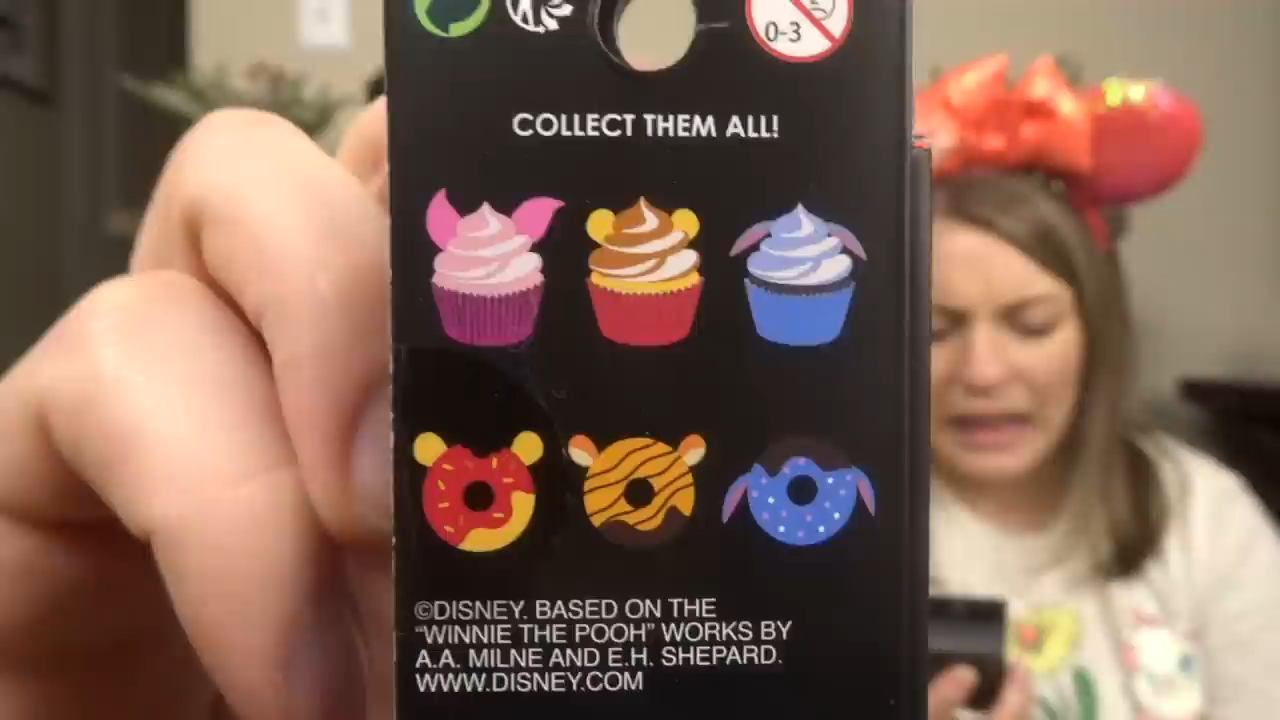 0-3
COLLECT THEM ALL!
©DISNEY. BASED ON THE
“WINNIE THE POOH” WORKS BY
A.A. MILNE AND E.H. SHEPARD.
WWW.DISNEY.COM